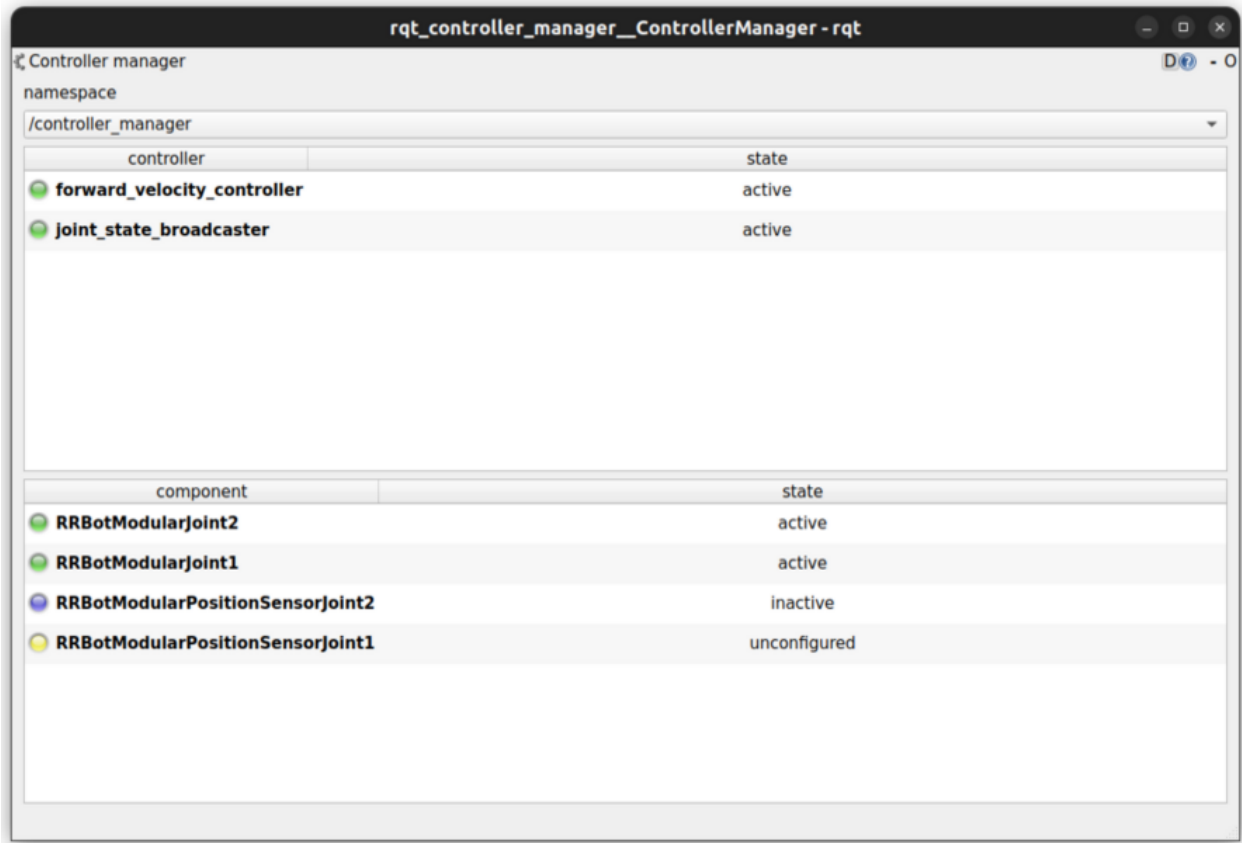 rqt_controller_manager__ControllerManager - rqt
Controller manager D - O
namespace
/controller_manager
controller state
forward_velocity_controller active
joint_state_broadcaster active
component state
RRBotModularJoint2 active
RRBotModularJoint1 active
RRBotModularPositionSensorJoint2 inactive
RRBotModularPositionSensorJoint1 unconfigured